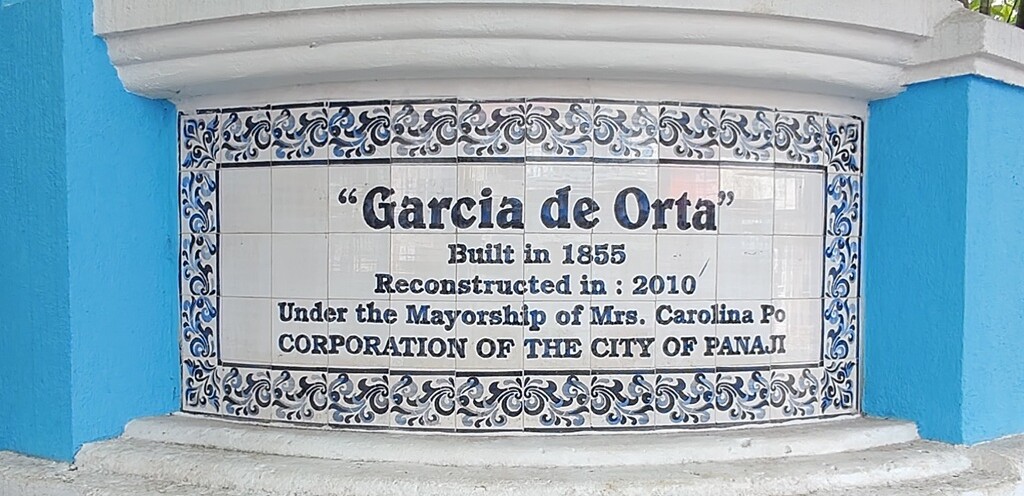 “Garcia de Orta”
Built in 1855
Reconstructed in : 2010
Under the Mayorship of Mrs. Carolina Po
CORPORATION OF THE CITY OF PANAJI